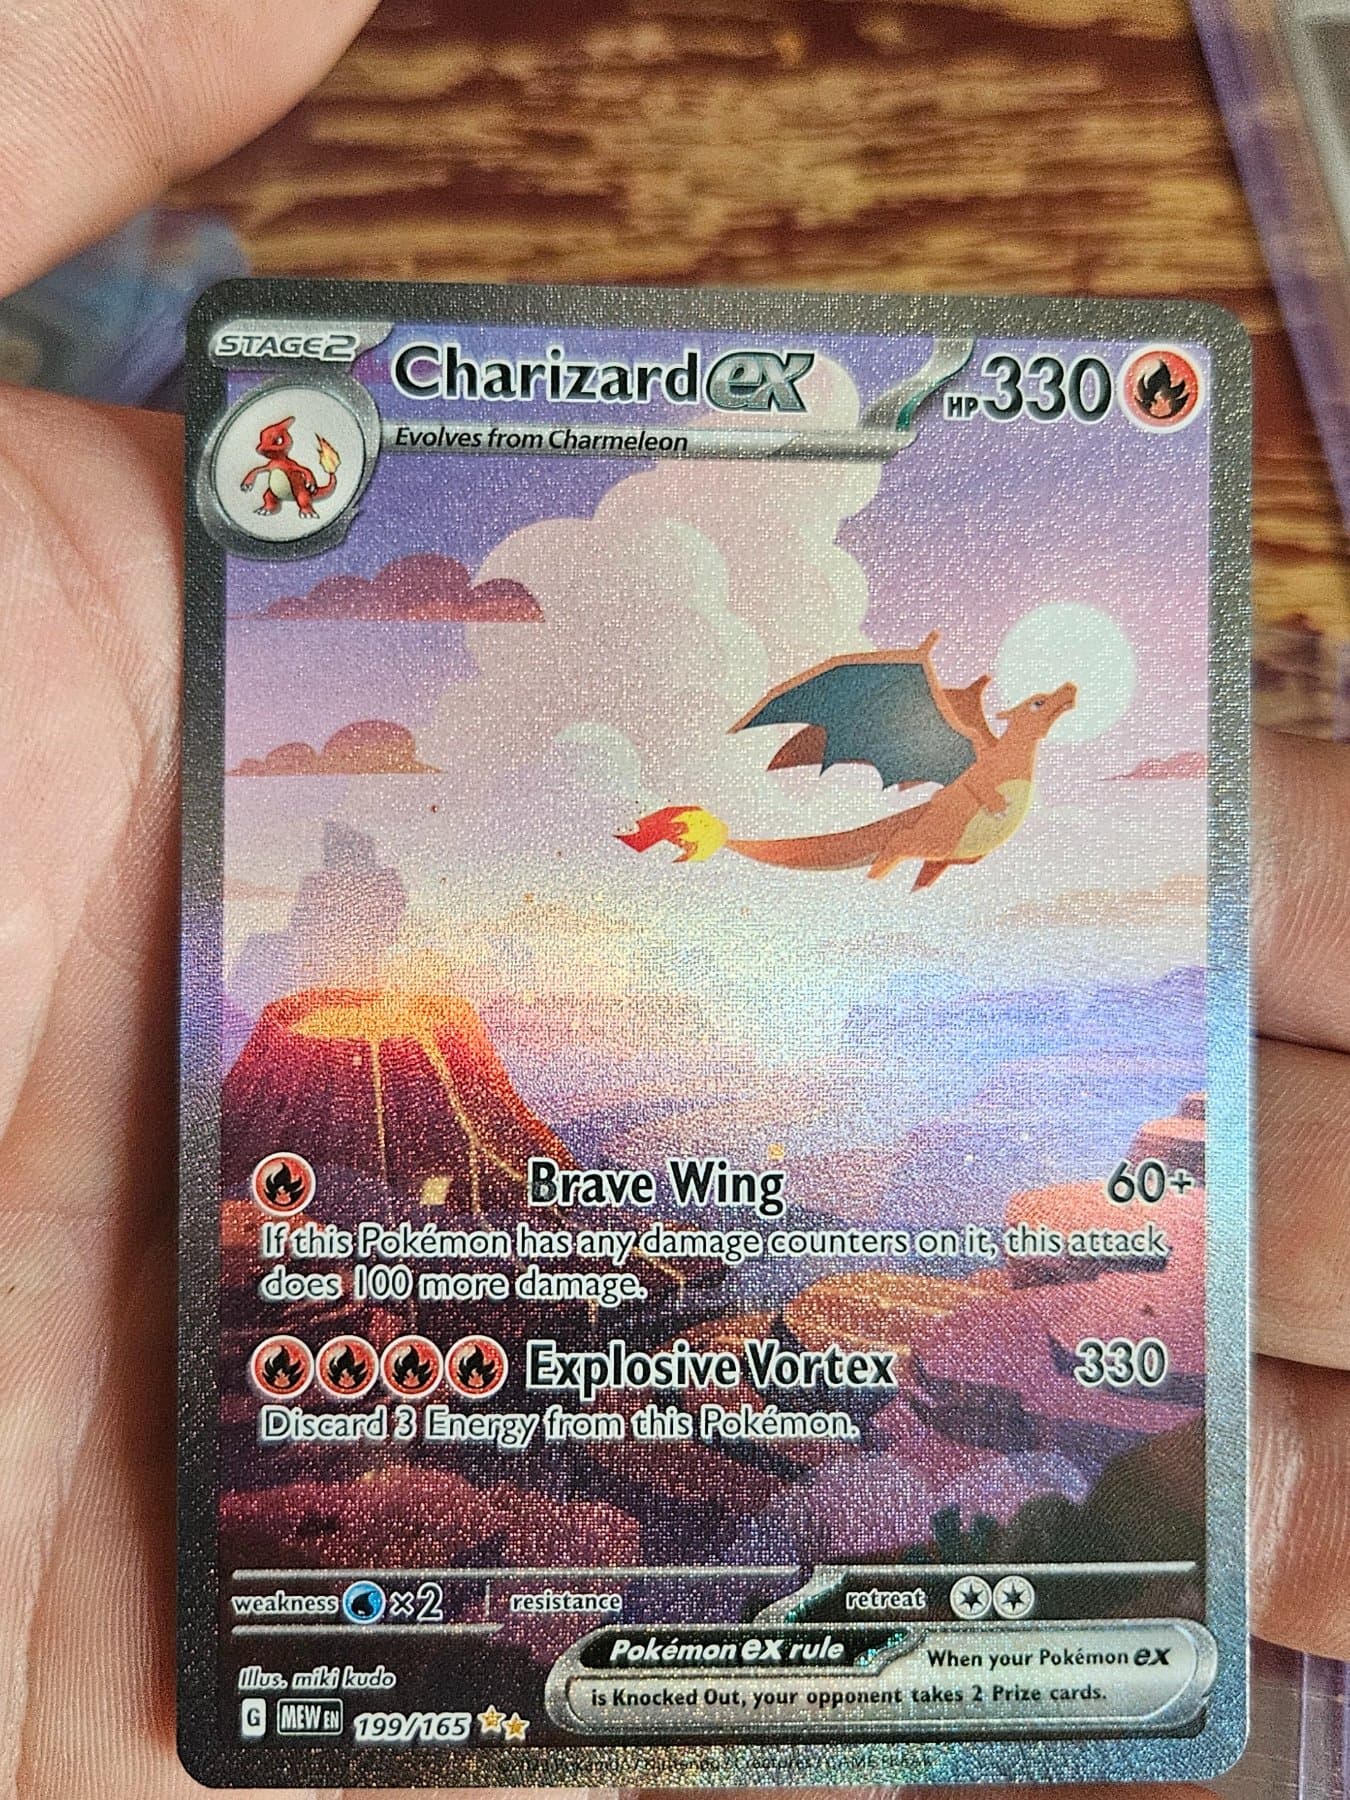 STAGE2
Charizard ex HP 330
Evolves from Charmeleon
Brave Wing 60+
If this Pokémon has any damage counters on it, this attack
does 100 more damage.
Explosive Vortex 330
Discard 3 Energy from this Pokémon.
weakness ×2 resistance retreat
Pokémon ex rule When your Pokémon ex
is Knocked Out, your opponent takes 2 Prize cards.
Illus. miki kudo
G MEW EN 199/165